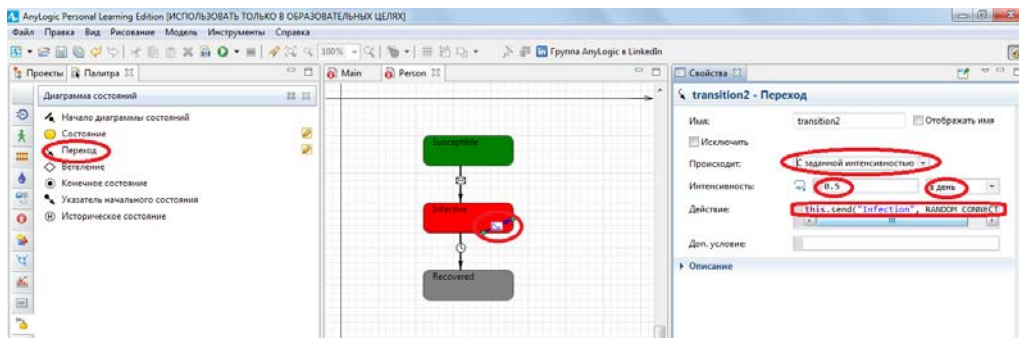 AnyLogic Personal Learning Edition [ИСПОЛЬЗОВАТЬ ТОЛЬКО В ОБРАЗОВАТЕЛЬНЫХ ЦЕЛЯХ]
Файл Правка Вид Рисование Модель Инструменты Справка
100% Группа AnyLogic в LinkedIn
Проекты Палитра Main Person Свойства
Диаграмма состояний
transition2 - Переход
Начало диаграммы состояний
Имя: transition2 Отображать имя
Состояние
Переход
Исключить
Susceptible
Ветвление
Происходит: С заданной интенсивностью
Конечное состояние
Интенсивность: 0.5 в день
Указатель начального состояния
Infective
Действие: this.send("Infection", RANDOM_CONNECT
Историческое состояние
Доп. условие:
Описание
Recovered